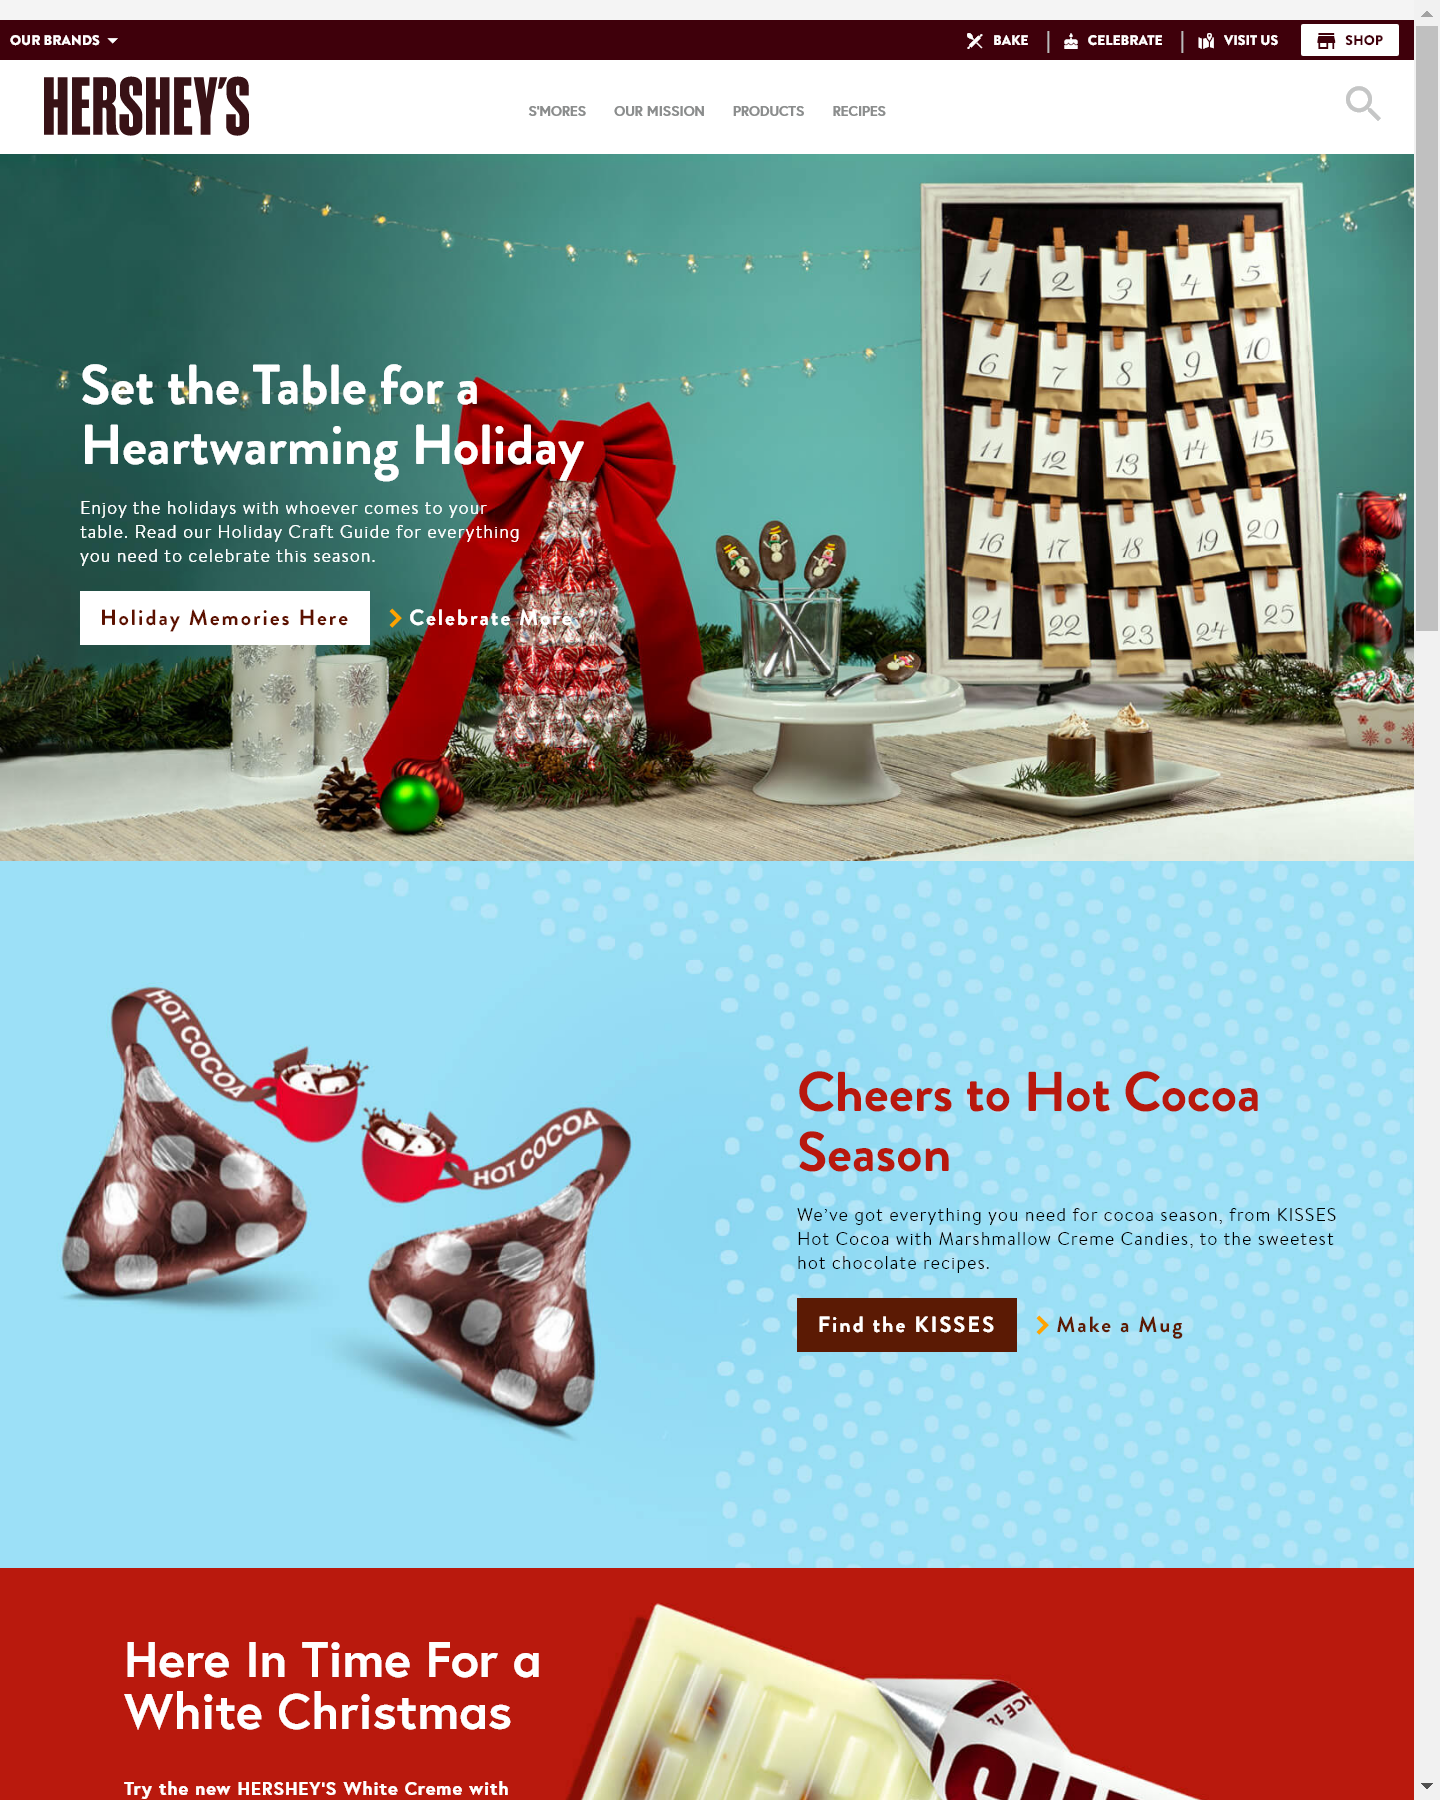 OUR BRANDS
BAKE
CELEBRATE
VISIT US
SHOP
HERSHEY'S
S'MORES
OUR MISSION
PRODUCTS
RECIPES
1 2 3 4 5
6 7 8 9 10
11 12 13 14 15
16 17 18 19 20
21 22 23 24 25
Set the Table for a
Heartwarming Holiday
Enjoy the holidays with whoever comes to your
table. Read our Holiday Craft Guide for everything
you need to celebrate this season.
Holiday Memories Here
Celebrate More
HOT COCOA
HOT COCOA
Cheers to Hot Cocoa
Season
We've got everything you need for cocoa season, from KISSES
Hot Cocoa with Marshmallow Creme Candies, to the sweetest
hot chocolate recipes.
Find the KISSES
Make a Mug
Here In Time For a
White Christmas
Try the new HERSHEY'S White Creme with